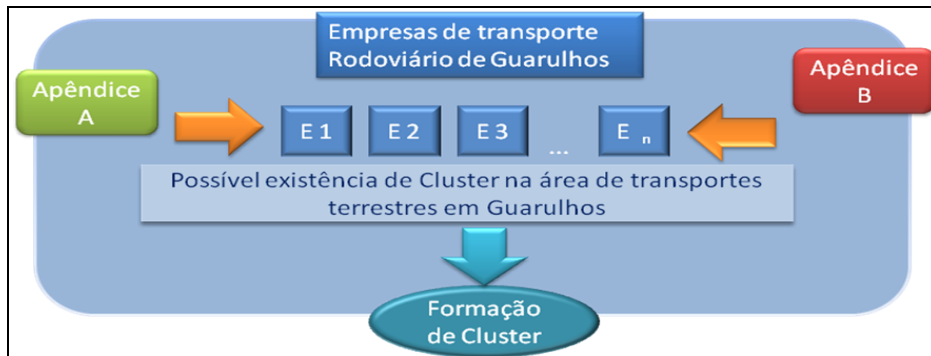 Empresas de transporte
Rodoviário de Guarulhos
Apêndice
A
Apêndice
B
E 1
E 2
E 3
...
E n
Possível existência de Cluster na área de transportes
terrestres em Guarulhos
Formação
de Cluster